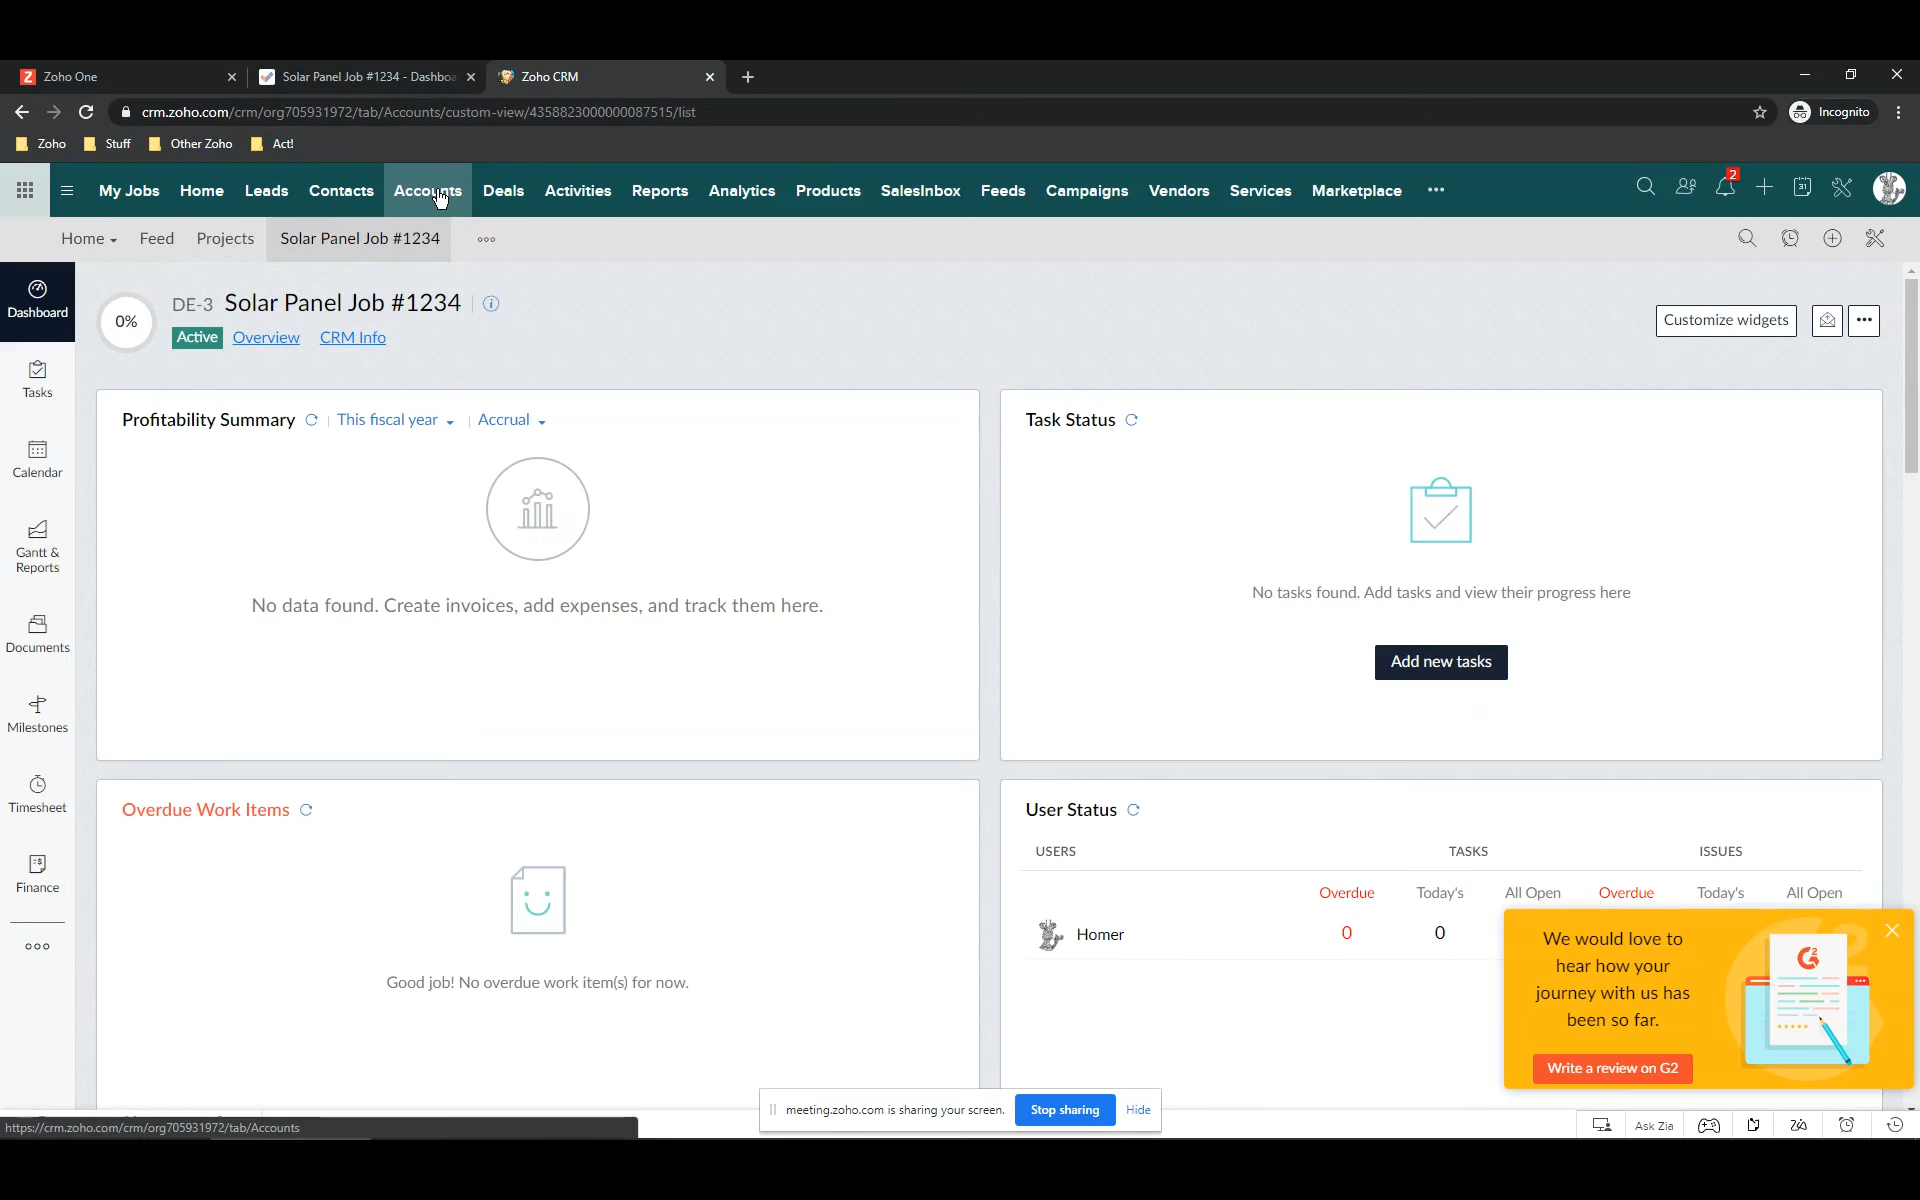 Zoho One
Solar Panel Job #1234 - Dashboa
Zoho CRM
crm.zoho.com/crm/org705931972/tab/Accounts/custom-view/4358823000000087515/list
Incognito
Zoho
Stuff
Other Zoho
Act!
My Jobs
Home
Leads
Contacts
Accounts
Deals
Activities
Reports
Analytics
Products
SalesInbox
Feeds
Campaigns
Vendors
Services
Marketplace
2
31
Home
Feed
Projects
Solar Panel Job #1234
Dashboard
Tasks
Calendar
Gantt &
Reports
Documents
Milestones
Timesheet
Finance
0%
DE-3 Solar Panel Job #1234
Active Overview CRM Info
Customize widgets
Profitability Summary This fiscal year Accrual
No data found. Create invoices, add expenses, and track them here.
Task Status
No tasks found. Add tasks and view their progress here
Add new tasks
Overdue Work Items
Good job! No overdue work item(s) for now.
User Status
USERS TASKS ISSUES
Overdue Today's All Open Overdue Today's All Open
Homer 0 0
We would love to
hear how your
journey with us has
been so far.
Write a review on G2
meeting.zoho.com is sharing your screen. Stop sharing Hide
https://crm.zoho.com/crm/org705931972/tab/Accounts
Ask Zia